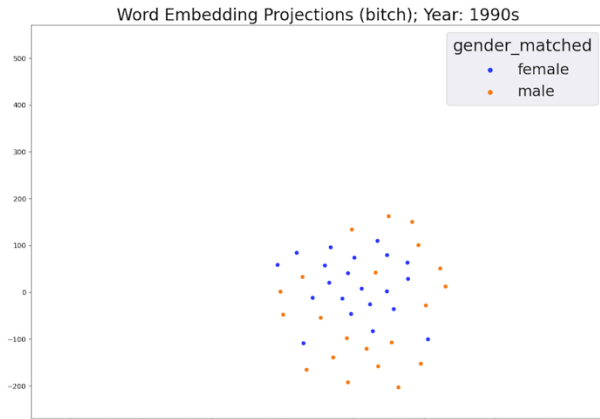 Word Embedding Projections (bitch); Year: 1990s
gender_matched
female
male
500
400
300
200
100
0
−100
−200